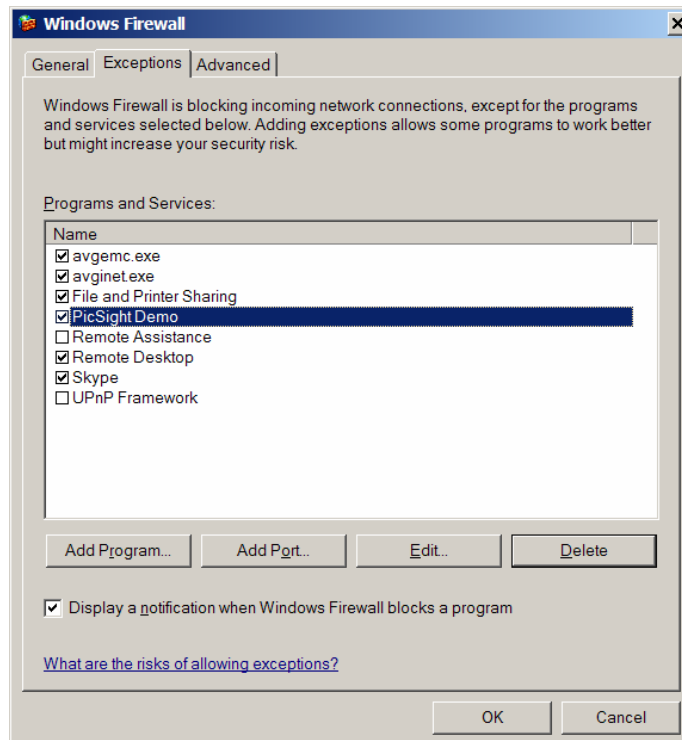 Windows Firewall
General Exceptions Advanced
Windows Firewall is blocking incoming network connections, except for the programs
and services selected below. Adding exceptions allows some programs to work better
but might increase your security risk.
Programs and Services:
Name
avgemc.exe
avginet.exe
File and Printer Sharing
PicSight Demo
Remote Assistance
Remote Desktop
Skype
UPnP Framework
Add Program... Add Port... Edit... Delete
Display a notification when Windows Firewall blocks a program
What are the risks of allowing exceptions?
OK Cancel